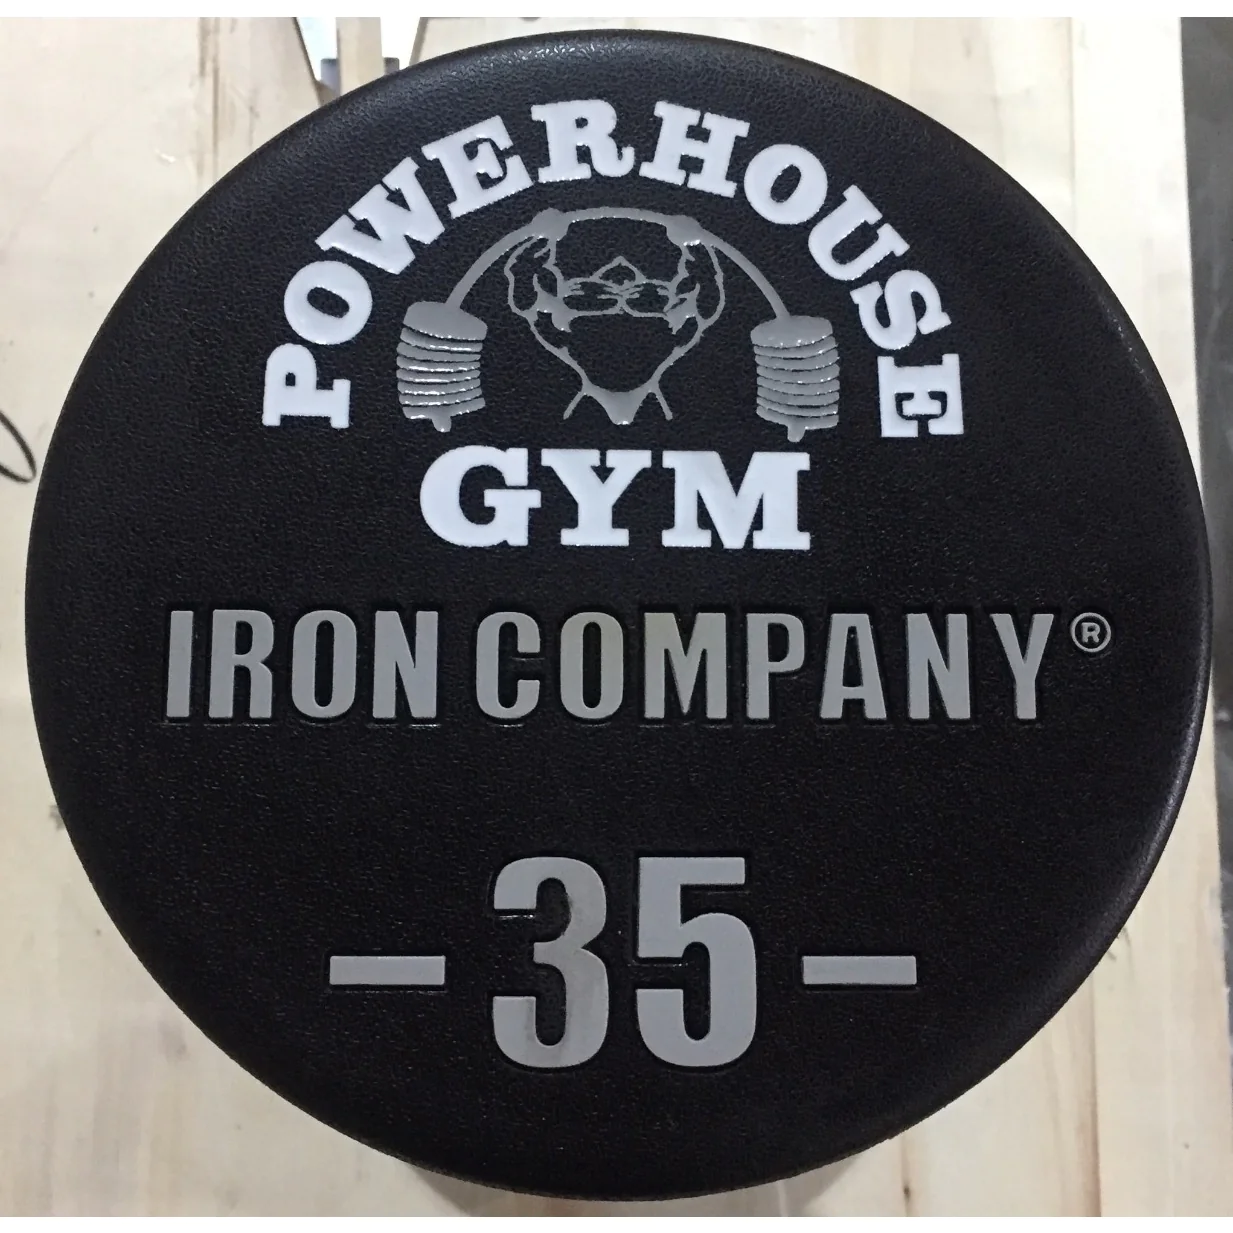 POWERHOUSE
GYM
IRON COMPANY®
-35-